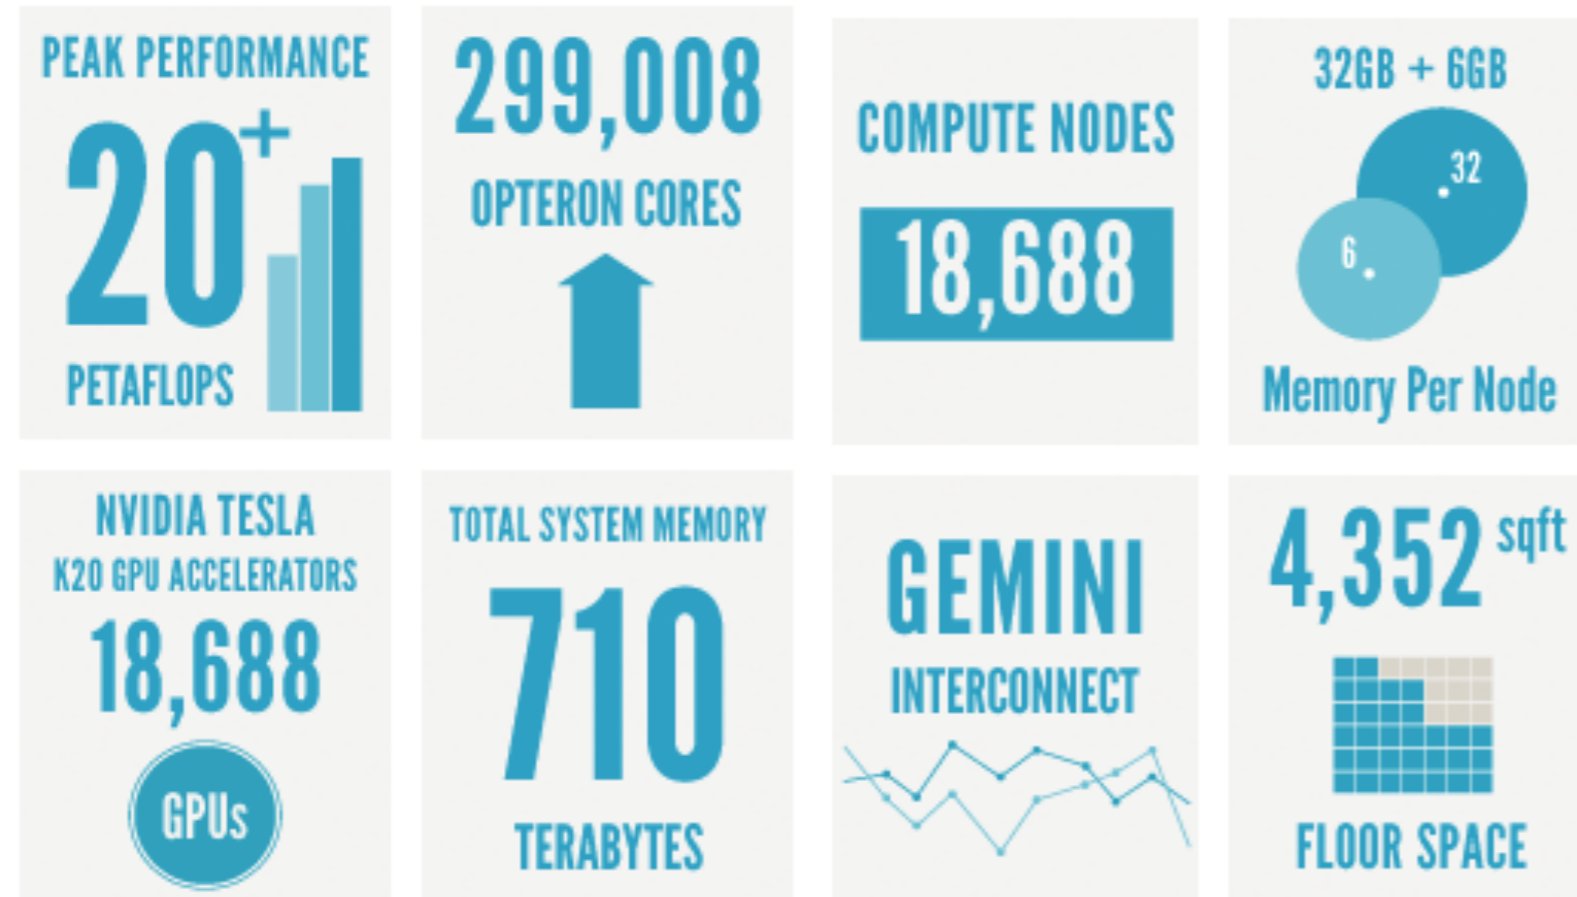 PEAK PERFORMANCE
20+
PETAFLOPS
299,008
OPTERON CORES
COMPUTE NODES
18,688
32GB + 6GB
32
6
Memory Per Node
NVIDIA TESLA
K20 GPU ACCELERATORS
18,688
GPUs
TOTAL SYSTEM MEMORY
710
TERABYTES
GEMINI
INTERCONNECT
4,352 sqft
FLOOR SPACE